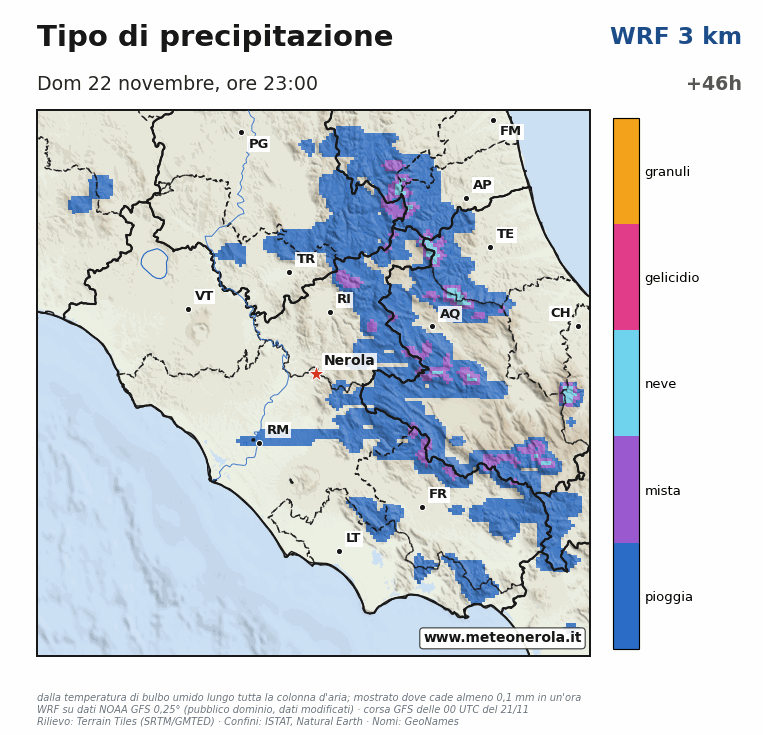 Tipo di precipitazione
WRF 3 km
Dom 22 novembre, ore 23:00
+46h
PG
FM
AP
TE
TR
VT
RI
AQ
CH
Nerola
RM
FR
LT
www.meteonerola.it
granuli
gelicidio
neve
mista
pioggia
dalla temperatura di bulbo umido lungo tutta la colonna d'aria; mostrato dove cade almeno 0,1 mm in un'ora
WRF su dati NOAA GFS 0,25° (pubblico dominio, dati modificati) · corsa GFS delle 00 UTC del 21/11
Rilievo: Terrain Tiles (SRTM/GMTED) · Confini: ISTAT, Natural Earth · Nomi: GeoNames